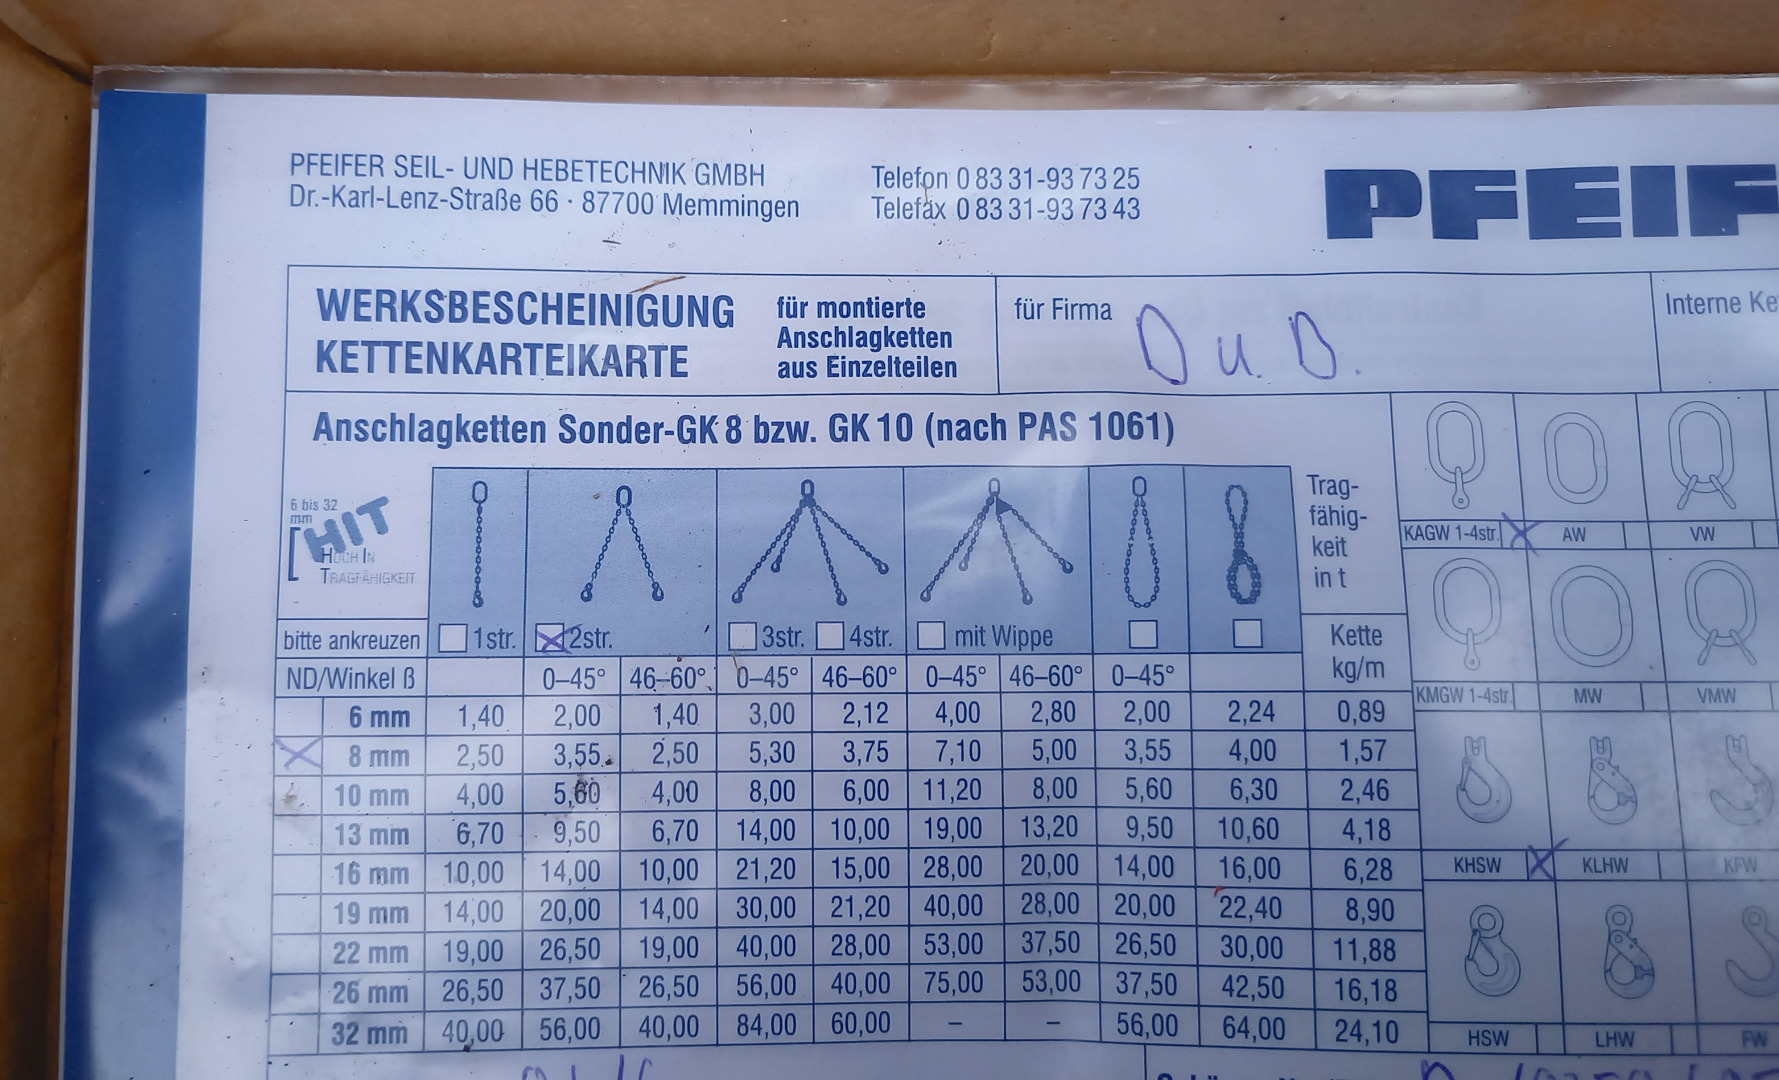 PFEIFER SEIL- UND HEBETECHNIK GMBH
Dr.-Karl-Lenz-Straße 66 · 87700 Memmingen
Telefon 0 83 31-93 73 25
Telefax 0 83 31-93 73 43
PFEIF
WERKSBESCHEINIGUNG
KETTENKARTEIKARTE
für montierte
Anschlagketten
aus Einzelteilen
für Firma D u. B.
Interne Ke
Anschlagketten Sonder-GK 8 bzw. GK 10 (nach PAS 1061)
6 bis 32
mm
HIT
HOCH IN
TRAGFÄHIGKEIT
Trag-
fähig-
keit
in t
bitte ankreuzen 1str. 2str. 3str. 4str. mit Wippe
Kette
kg/m
ND/Winkel ß 0–45° 46–60° 0–45° 46–60° 0–45° 46–60° 0–45°
6 mm 1,40 2,00 1,40 3,00 2,12 4,00 2,80 2,00 2,24 0,89
8 mm 2,50 3,55 2,50 5,30 3,75 7,10 5,00 3,55 4,00 1,57
10 mm 4,00 5,60 4,00 8,00 6,00 11,20 8,00 5,60 6,30 2,46
13 mm 6,70 9,50 6,70 14,00 10,00 19,00 13,20 9,50 10,60 4,18
16 mm 10,00 14,00 10,00 21,20 15,00 28,00 20,00 14,00 16,00 6,28
19 mm 14,00 20,00 14,00 30,00 21,20 40,00 28,00 20,00 22,40 8,90
22 mm 19,00 26,50 19,00 40,00 28,00 53,00 37,50 26,50 30,00 11,88
26 mm 26,50 37,50 26,50 56,00 40,00 75,00 53,00 37,50 42,50 16,18
32 mm 40,00 56,00 40,00 84,00 60,00 – – 56,00 64,00 24,10
KAGW 1-4str. AW VW
KMGW 1-4str. MW VMW
KHSW KLHW KFW
HSW LHW FW